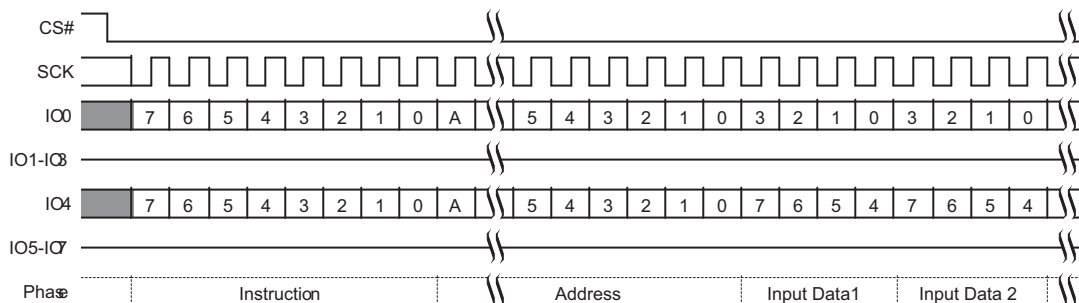 CS#
SCK
IO0 7 6 5 4 3 2 1 0 A 5 4 3 2 1 0 3 2 1 0 3 2 1 0
IO1-IO3
IO4 7 6 5 4 3 2 1 0 A 5 4 3 2 1 0 7 6 5 4 7 6 5 4
IO5-IO7
Phase Instruction Address Input Data1 Input Data 2